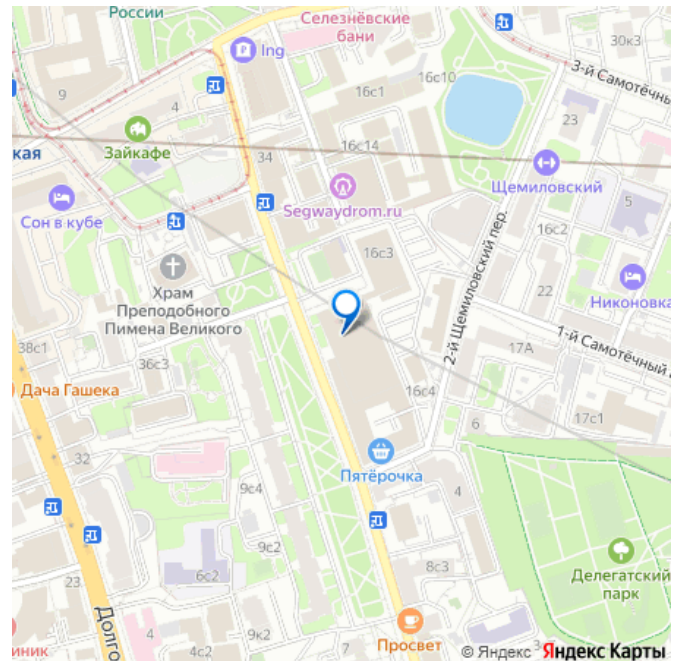 России
Селезнёвские
бани
Ing
30к3
16с10
3-й Самотёчны
9
4
16с1
Зайкафе
16с14
23
34
кая
Щемиловский
Сон в кубе
Segwaydrom.ru
5
16с3
16с2
Храм
Преподобного
Пимена Великого
22
Никоновка
2-й Щемиловский пер.
1-й Самотёчный
38с1
36с3
17А
Дача Гашека
16с4
17с1
6
32
Пятёрочка
9с4
4
9с2
8с3
6с2
Делегатский
парк
23
Долго
4
4с2
9к2
7
Просвет
3
иник
© Яндекс Яндекс Карты